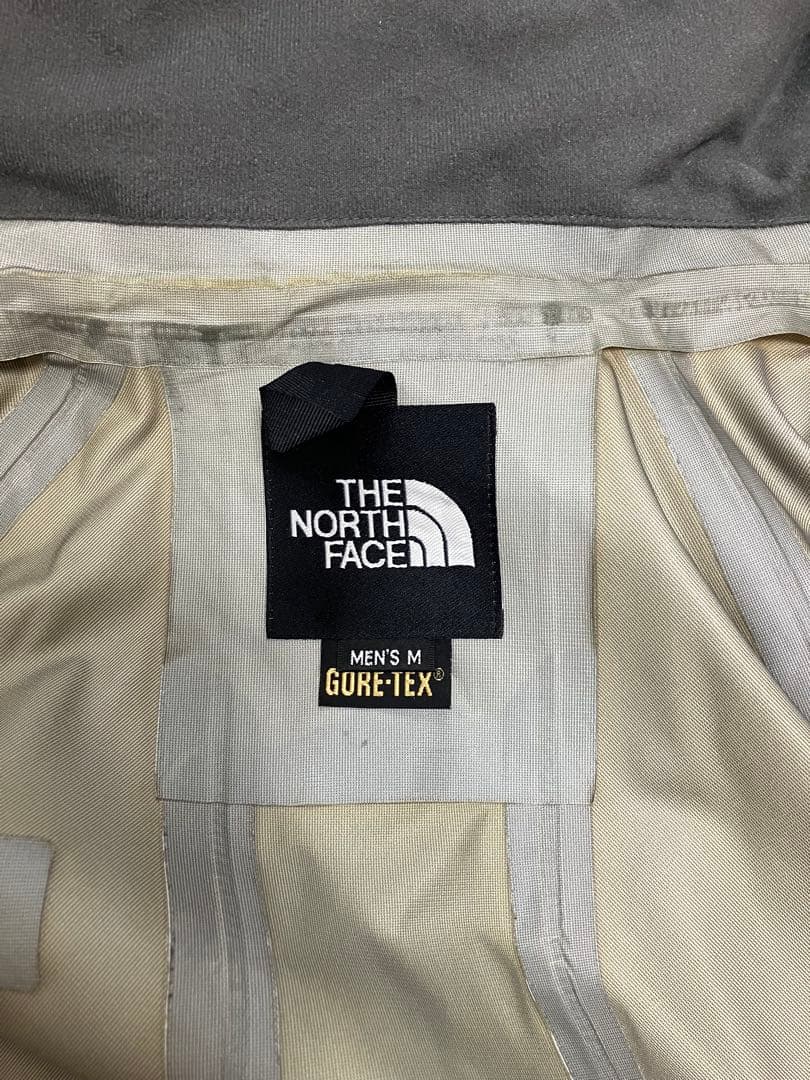 THE
NORTH
FACE
MEN'S M
GORE-TEX®